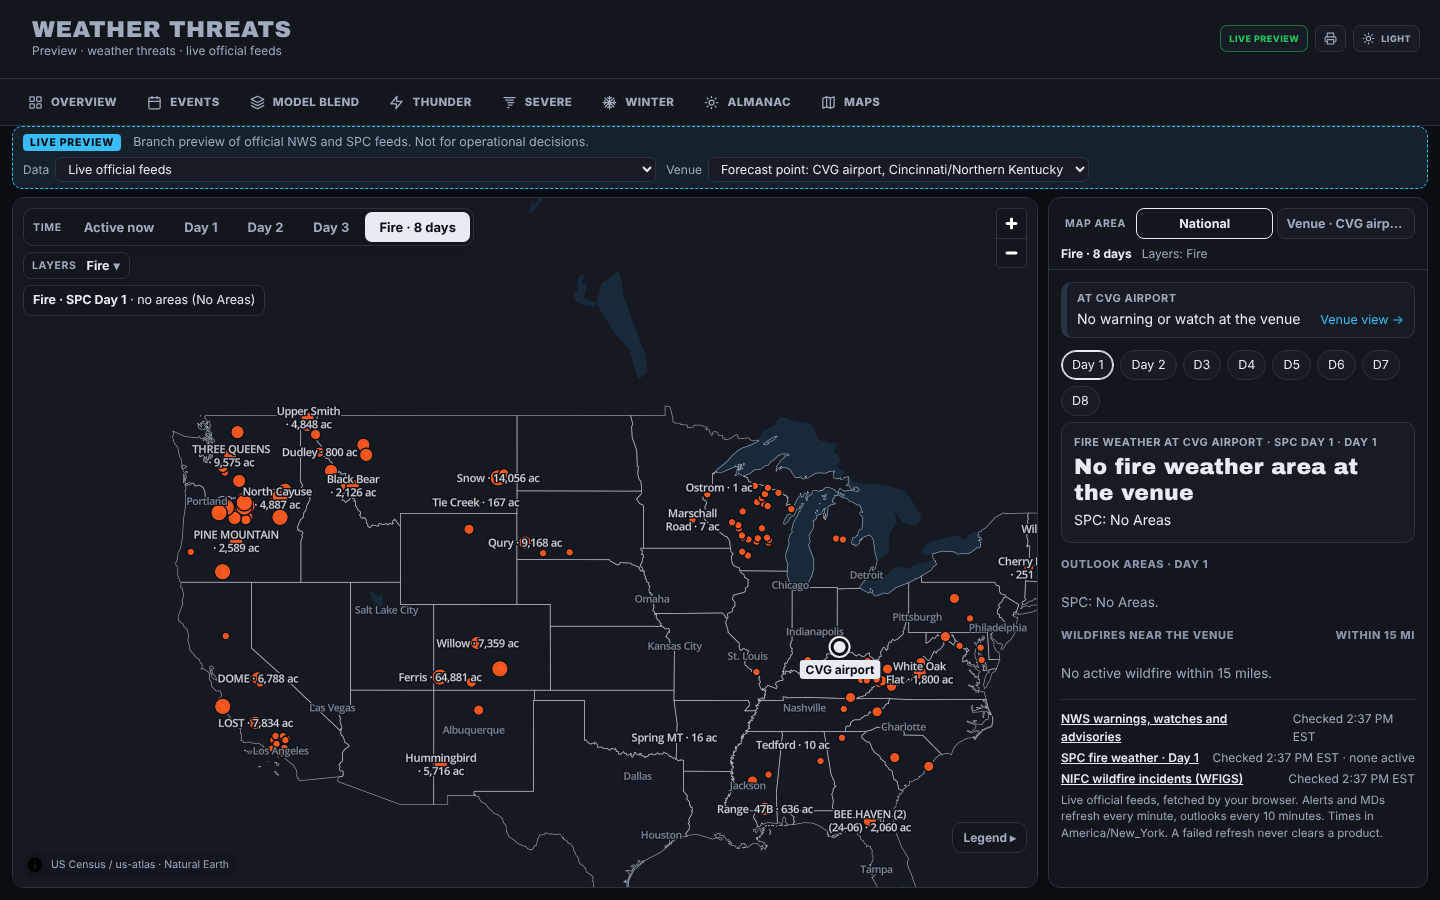 WEATHER THREATS
Preview · weather threats · live official feeds
LIVE PREVIEW
LIGHT
OVERVIEW
EVENTS
MODEL BLEND
THUNDER
SEVERE
WINTER
ALMANAC
MAPS
LIVE PREVIEW Branch preview of official NWS and SPC feeds. Not for operational decisions.
Data Live official feeds Venue Forecast point: CVG airport, Cincinnati/Northern Kentucky
TIME Active now Day 1 Day 2 Day 3 Fire · 8 days
LAYERS Fire ▾
Fire · SPC Day 1 · no areas (No Areas)
+
−
Upper Smith
· 4,848 ac
THREE QUEENS
· 9,575 ac
Dudley · 800 ac
Black Bear
· 2,126 ac
North Cayuse
· 4,887 ac
Portland
PINE MOUNTAIN
· 2,589 ac
Snow · 14,056 ac
Tie Creek · 167 ac
Qury · 9,168 ac
Ostrom · 1 ac
Marschall
Road · 7 ac
Wil
Cherry
· 251
Chicago
Detroit
Omaha
Salt Lake City
Pittsburgh
Philadelphia
Indianapolis
Kansas City
St. Louis
Willow · 7,359 ac
CVG airport
White Oak
Flat · 1,800 ac
DOME · 6,788 ac
Ferris · 64,881 ac
Las Vegas
Nashville
LOST · 7,834 ac
Albuquerque
Charlotte
Los Angeles
Spring MT · 16 ac
Tedford · 10 ac
Hummingbird
· 5,716 ac
Dallas
Jackson
Range 47B · 636 ac
BEE HAVEN (2)
(24-06) · 2,060 ac
Houston
Tampa
Legend ▸
US Census / us-atlas · Natural Earth
MAP AREA National Venue · CVG airp...
Fire · 8 days Layers: Fire
AT CVG AIRPORT
No warning or watch at the venue Venue view →
Day 1 Day 2 D3 D4 D5 D6 D7
D8
FIRE WEATHER AT CVG AIRPORT · SPC DAY 1 · DAY 1
No fire weather area at
the venue
SPC: No Areas
OUTLOOK AREAS · DAY 1
SPC: No Areas.
WILDFIRES NEAR THE VENUE WITHIN 15 MI
No active wildfire within 15 miles.
NWS warnings, watches and
advisories
Checked 2:37 PM
EST
SPC fire weather · Day 1 Checked 2:37 PM EST · none active
NIFC wildfire incidents (WFIGS) Checked 2:37 PM EST
Live official feeds, fetched by your browser. Alerts and MDs
refresh every minute, outlooks every 10 minutes. Times in
America/New_York. A failed refresh never clears a product.